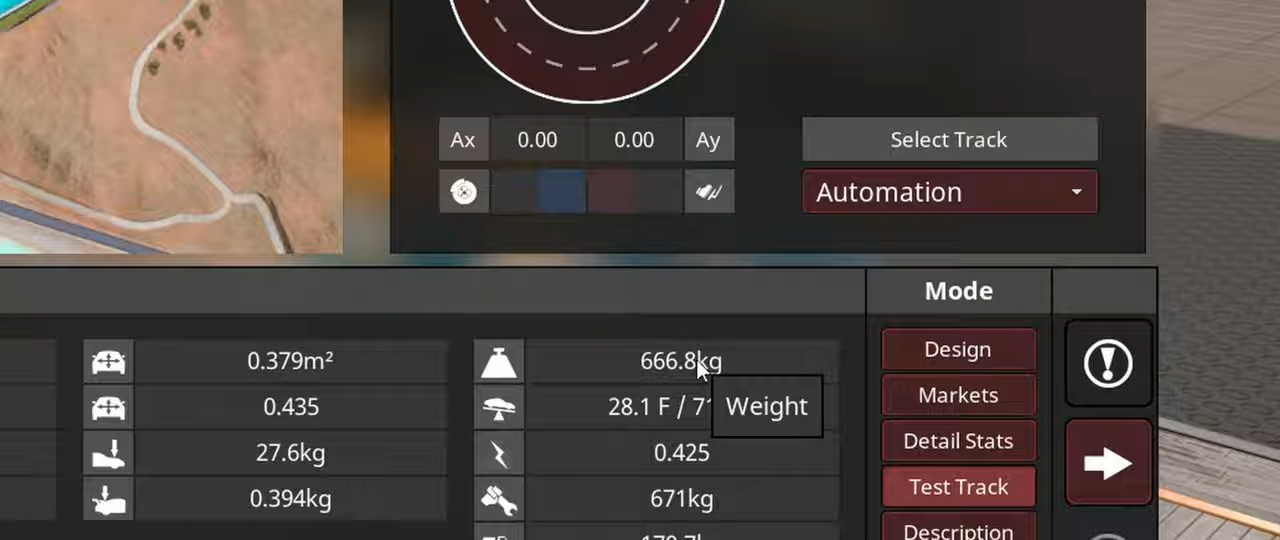 Ax 0.00 0.00 Ay
Select Track
Automation
Mode
0.379m²
666.8kg
Design
0.435
28.1 F / 7
Weight
Markets
27.6kg
0.425
Detail Stats
0.394kg
671kg
Test Track
Description